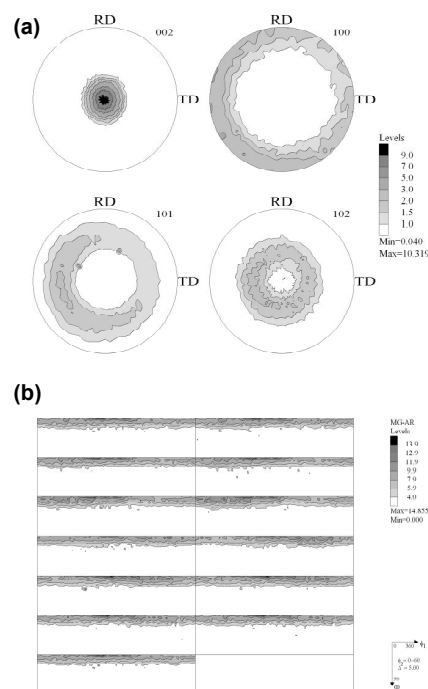 (a)
RD
002
TD
RD
100
TD
RD
101
TD
RD
102
TD
Levels
9.0
7.0
5.0
3.0
2.0
1.5
1.0
Min=0.040
Max=10.319
(b)
MG-AR
Levels
13.9
12.9
11.9
9.9
7.9
5.9
4.0
Max=14.855
Min=0.000
0 360 φ1
φ2 = 0-60
Δ = 5.00
90
Φ